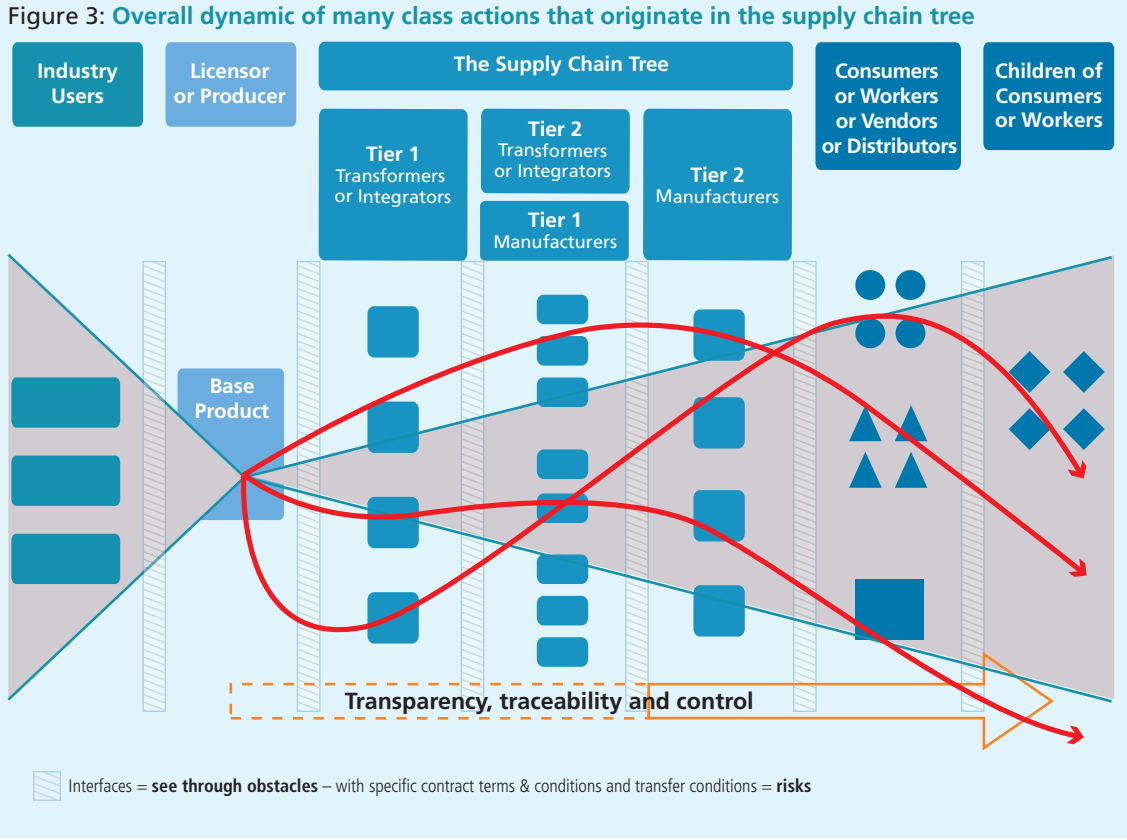 Figure 3: Overall dynamic of many class actions that originate in the supply chain tree
Industry
Users
Licensor
or Producer
The Supply Chain Tree
Consumers
or Workers
or Vendors
or Distributors
Children of
Consumers
or Workers
Tier 1
Transformers
or Integrators
Tier 2
Transformers
or Integrators
Tier 1
Manufacturers
Tier 2
Manufacturers
Base
Product
Transparency, traceability and control
Interfaces = see through obstacles – with specific contract terms & conditions and transfer conditions = risks